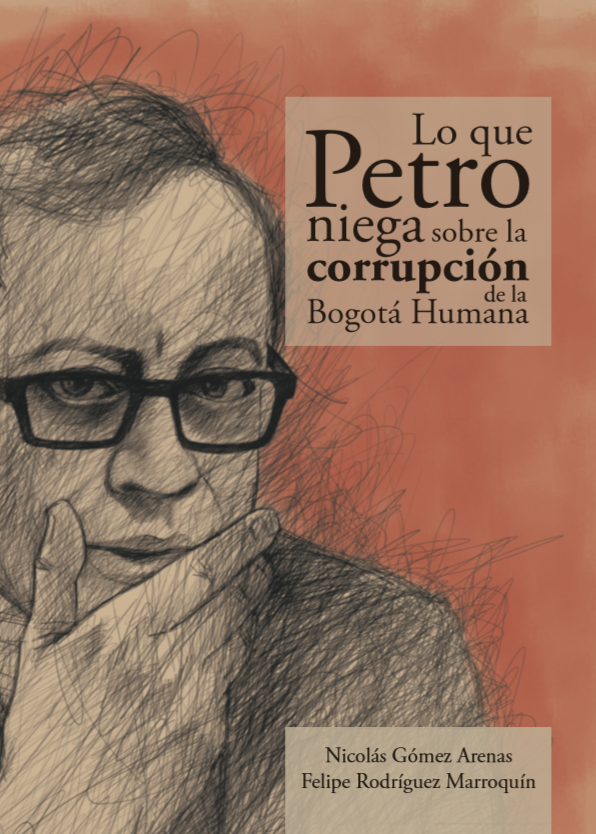 Lo que
Petro
niega sobre la
corrupción
de la
Bogotá Humana
Nicolás Gómez Arenas
Felipe Rodríguez Marroquín